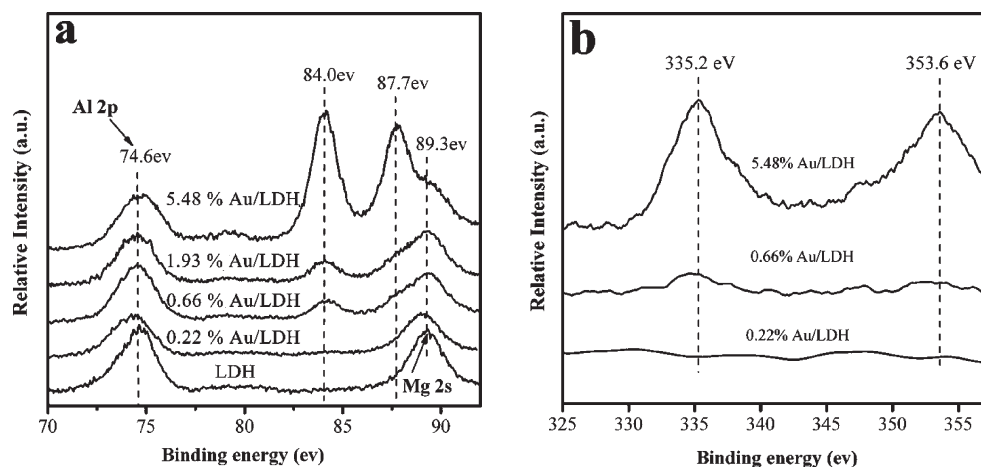 a
84.0ev
87.7ev
89.3ev
Al 2p
74.6ev
5.48 % Au/LDH
1.93 % Au/LDH
0.66 % Au/LDH
0.22 % Au/LDH
LDH
Mg 2s
Relative Intensity (a.u.)
70 75 80 85 90
Binding energy (ev)
b
335.2 eV
353.6 eV
5.48% Au/LDH
0.66% Au/LDH
0.22% Au/LDH
Relative Intensity (a.u.)
325 330 335 340 345 350 355
Binding energy (ev)